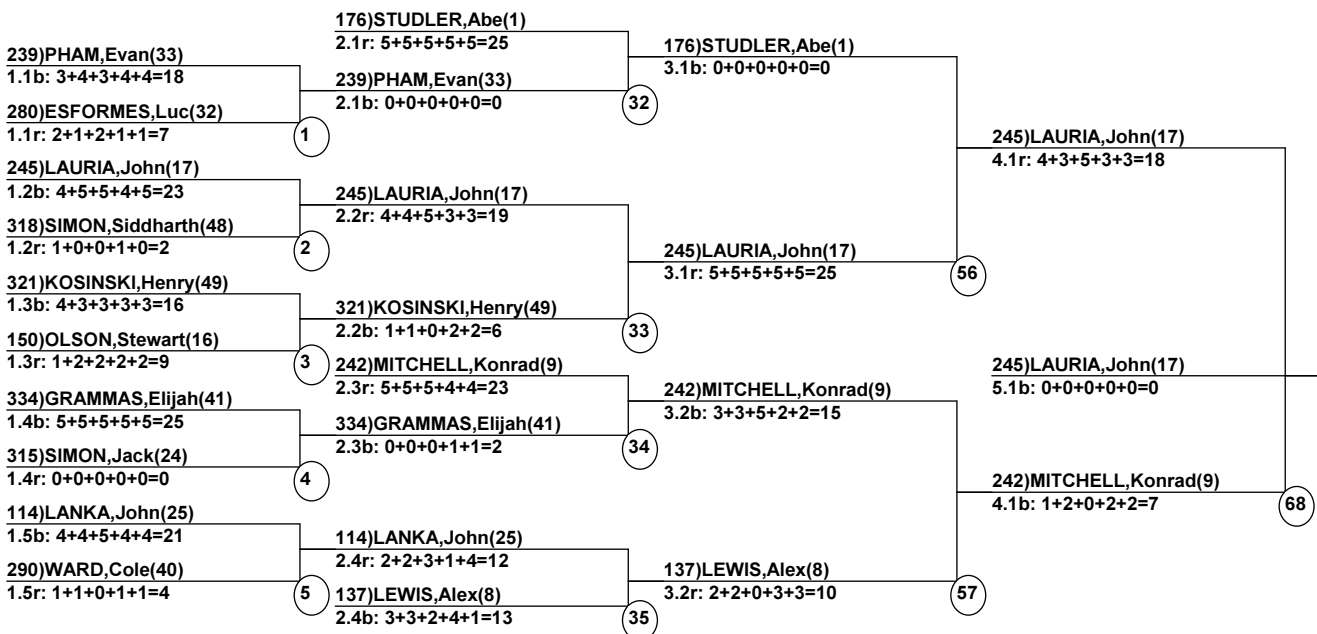 239)PHAM,Evan(33)
1.1b: 3+4+3+4+4=18
280)ESFORMES,Luc(32)
1.1r: 2+1+2+1+1=7
1
245)LAURIA,John(17)
1.2b: 4+5+5+4+5=23
318)SIMON,Siddharth(48)
1.2r: 1+0+0+1+0=2
2
321)KOSINSKI,Henry(49)
1.3b: 4+3+3+3+3=16
150)OLSON,Stewart(16)
1.3r: 1+2+2+2+2=9
3
334)GRAMMAS,Elijah(41)
1.4b: 5+5+5+5+5=25
315)SIMON,Jack(24)
1.4r: 0+0+0+0+0=0
4
114)LANKA,John(25)
1.5b: 4+4+5+4+4=21
290)WARD,Cole(40)
1.5r: 1+1+0+1+1=4
5
176)STUDLER,Abe(1)
2.1r: 5+5+5+5+5=25
239)PHAM,Evan(33)
2.1b: 0+0+0+0+0=0
32
245)LAURIA,John(17)
2.2r: 4+4+5+3+3=19
321)KOSINSKI,Henry(49)
2.2b: 1+1+0+2+2=6
33
242)MITCHELL,Konrad(9)
2.3r: 5+5+5+4+4=23
334)GRAMMAS,Elijah(41)
2.3b: 0+0+0+1+1=2
34
114)LANKA,John(25)
2.4r: 2+2+3+1+4=12
137)LEWIS,Alex(8)
2.4b: 3+3+2+4+1=13
35
176)STUDLER,Abe(1)
3.1b: 0+0+0+0+0=0
245)LAURIA,John(17)
3.1r: 5+5+5+5+5=25
56
242)MITCHELL,Konrad(9)
3.2b: 3+3+5+2+2=15
137)LEWIS,Alex(8)
3.2r: 2+2+0+3+3=10
57
245)LAURIA,John(17)
4.1r: 4+3+5+3+3=18
242)MITCHELL,Konrad(9)
4.1b: 1+2+0+2+2=7
68
245)LAURIA,John(17)
5.1b: 0+0+0+0+0=0